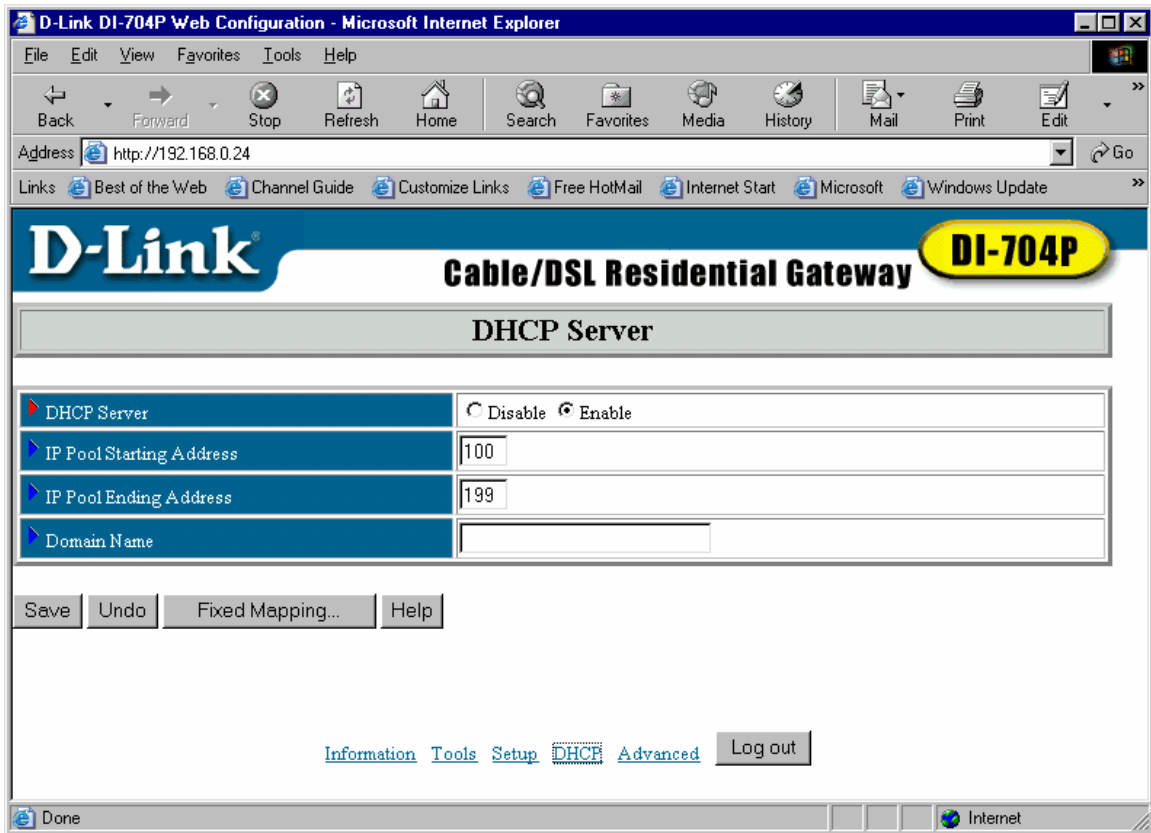 D-Link DI-704P Web Configuration - Microsoft Internet Explorer
File Edit View Favorites Tools Help
Back Forward Stop Refresh Home Search Favorites Media History Mail Print Edit »
Address http://192.168.0.24 Go
Links Best of the Web Channel Guide Customize Links Free HotMail Internet Start Microsoft Windows Update »
D-Link®
Cable/DSL Residential Gateway DI-704P
DHCP Server
DHCP Server Disable Enable
IP Pool Starting Address 100
IP Pool Ending Address 199
Domain Name
Save Undo Fixed Mapping... Help
Information Tools Setup DHCP Advanced Log out
Done Internet